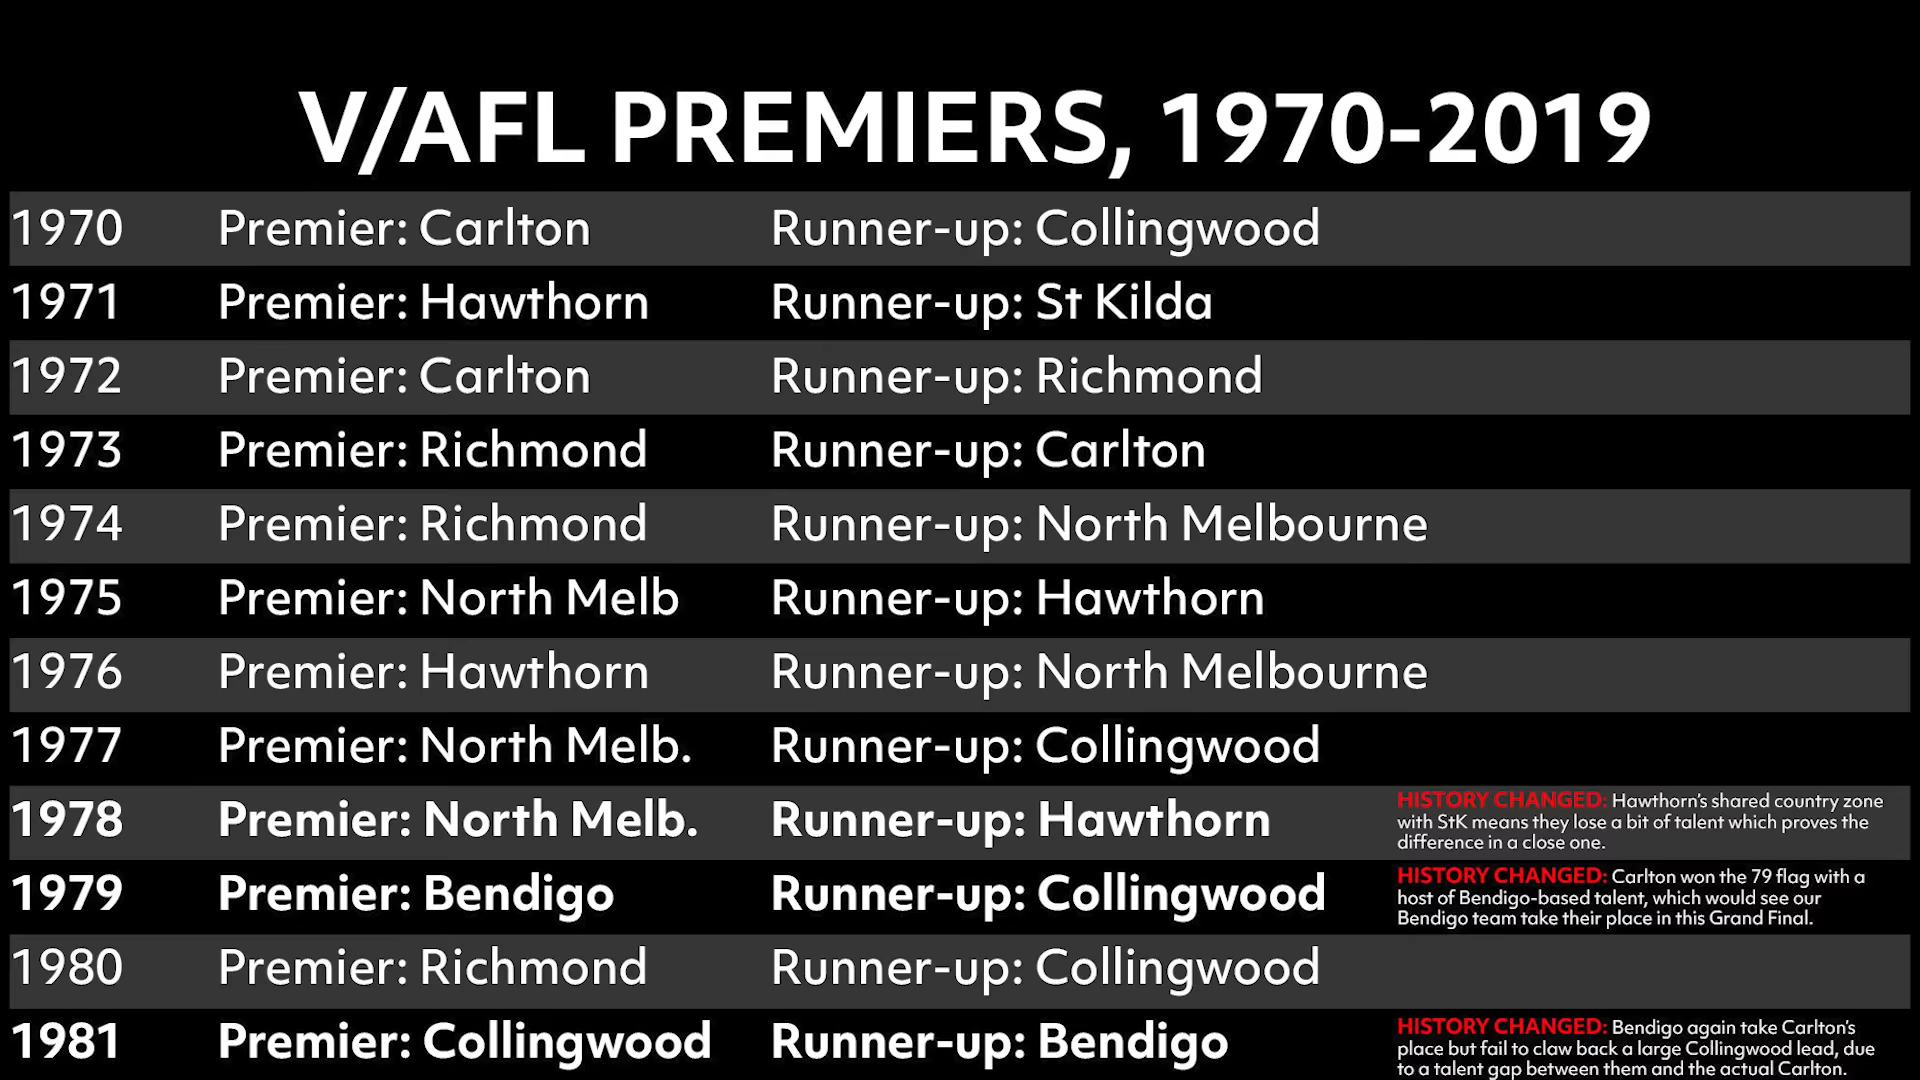 V/AFL PREMIERS, 1970-2019
1970 Premier: Carlton Runner-up: Collingwood
1971 Premier: Hawthorn Runner-up: St Kilda
1972 Premier: Carlton Runner-up: Richmond
1973 Premier: Richmond Runner-up: Carlton
1974 Premier: Richmond Runner-up: North Melbourne
1975 Premier: North Melb Runner-up: Hawthorn
1976 Premier: Hawthorn Runner-up: North Melbourne
1977 Premier: North Melb. Runner-up: Collingwood
1978 Premier: North Melb. Runner-up: Hawthorn
HISTORY CHANGED: Hawthorn's shared country zone
with StK means they lose a bit of talent which proves the
difference in a close one.
1979 Premier: Bendigo Runner-up: Collingwood
HISTORY CHANGED: Carlton won the 79 flag with a
host of Bendigo-based talent, which would see our
Bendigo team take their place in this Grand Final.
1980 Premier: Richmond Runner-up: Collingwood
1981 Premier: Collingwood Runner-up: Bendigo
HISTORY CHANGED: Bendigo again take Carlton's
place but fail to claw back a large Collingwood lead, due
to a talent gap between them and the actual Carlton.